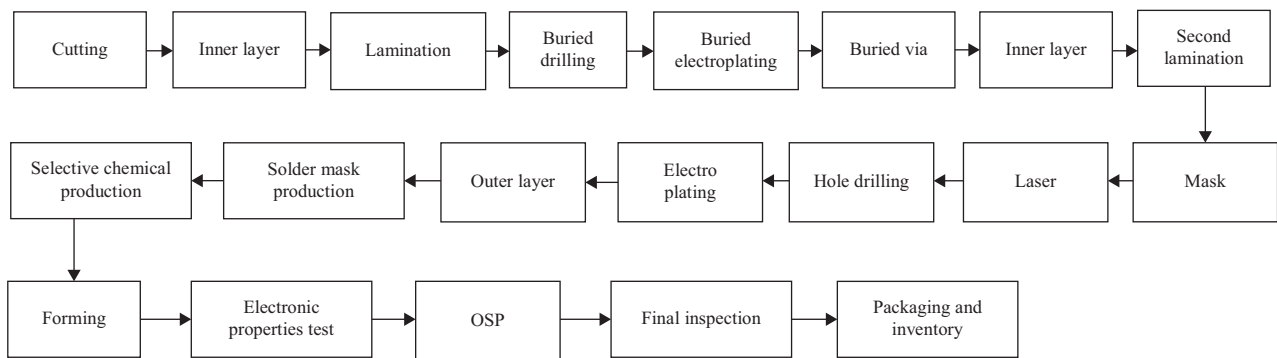 Cutting
Inner layer
Lamination
Buried
drilling
Buried
electroplating
Buried via
Inner layer
Second
lamination
Mask
Laser
Hole drilling
Electro
plating
Outer layer
Solder mask
production
Selective chemical
production
Forming
Electronic
properties test
OSP
Final inspection
Packaging and
inventory